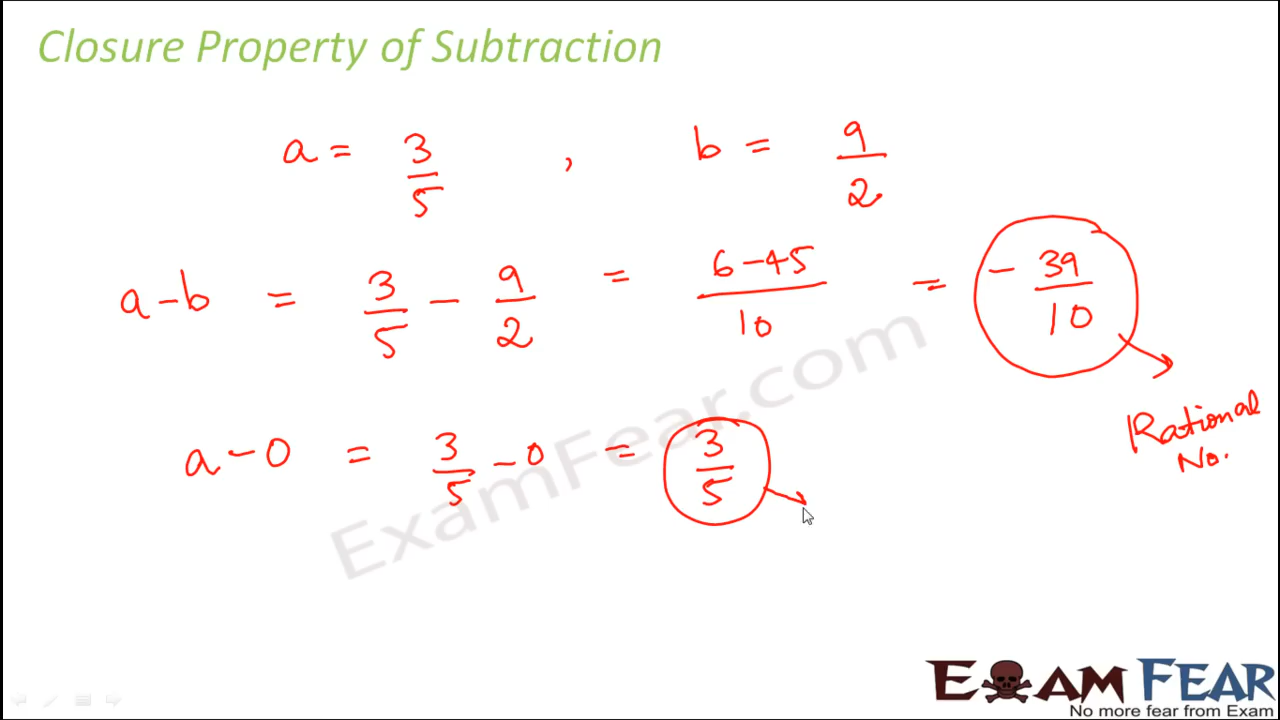 Closure Property of Subtraction
a = 3/5 , b = 9/2
a - b = 3/5 - 9/2 = 6 - 45/10 = - 39/10
Rational
No.
a - 0 = 3/5 - 0 = 3/5
ExamFear.com
EXAM FEAR
No more fear from Exam